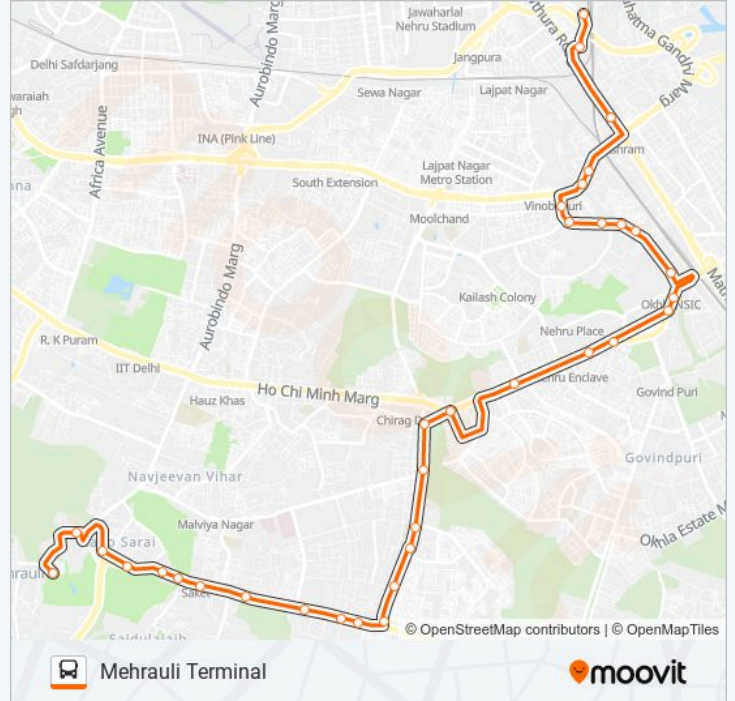 Jawaharlal
Nehru Stadium
Mahatma Gandhi
Marg
Aurobindo Marg
Delhi Safdarjang
Jangpura
Sewa Nagar
Lajpat Nagar
Africa Avenue
INA (Pink Line)
Lajpat Nagar
Metro Station
South Extension
Moolchand
Aurobindo Marg
Kailash Colony
NSIC
R. K Puram
Nehru Place
IIT Delhi
Ho Chi Minh Marg
Enclave
Hauz Khas
Govind Puri
Chirag
Govindpuri
Navjeevan Vihar
Malviya Nagar
Okhla Estate M
Sarai
Saket
Saidulajaib
© OpenStreetMap contributors | © OpenMapTiles
Mehrauli Terminal
moovit